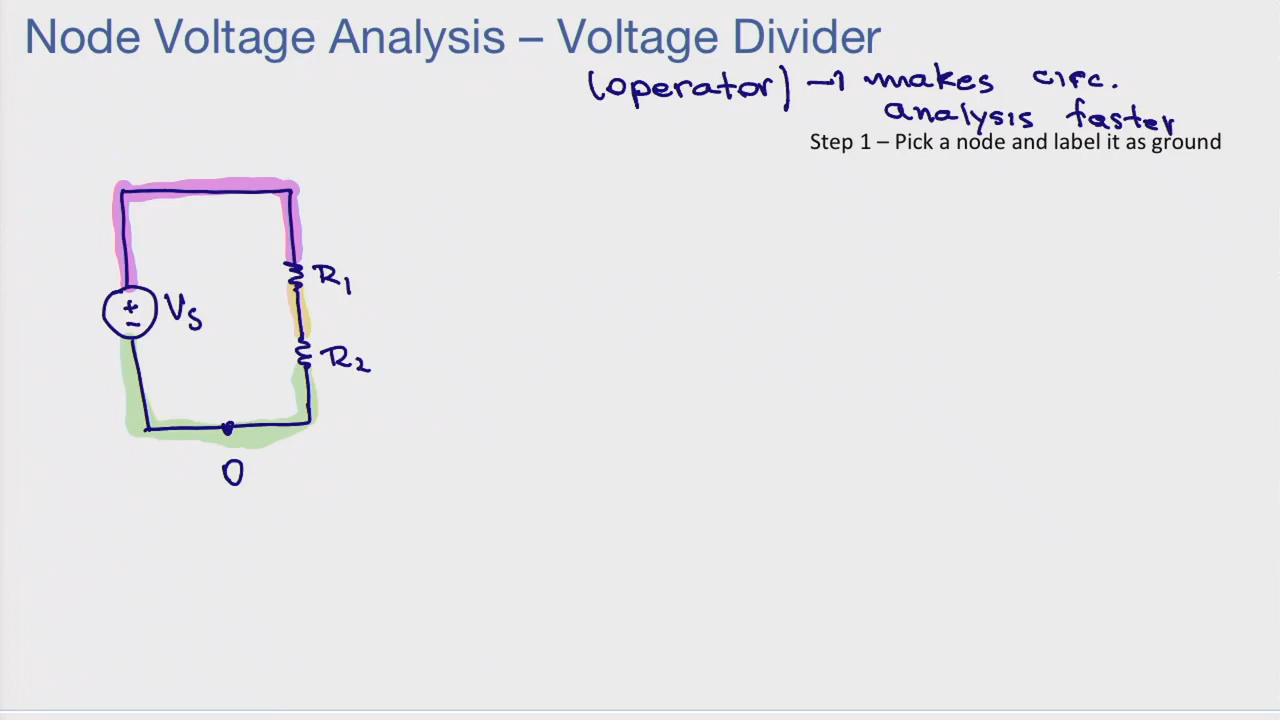 Node Voltage Analysis – Voltage Divider
(operator) → makes circ.
analysis faster
Step 1 – Pick a node and label it as ground
R1
+
– Vs
R2
0